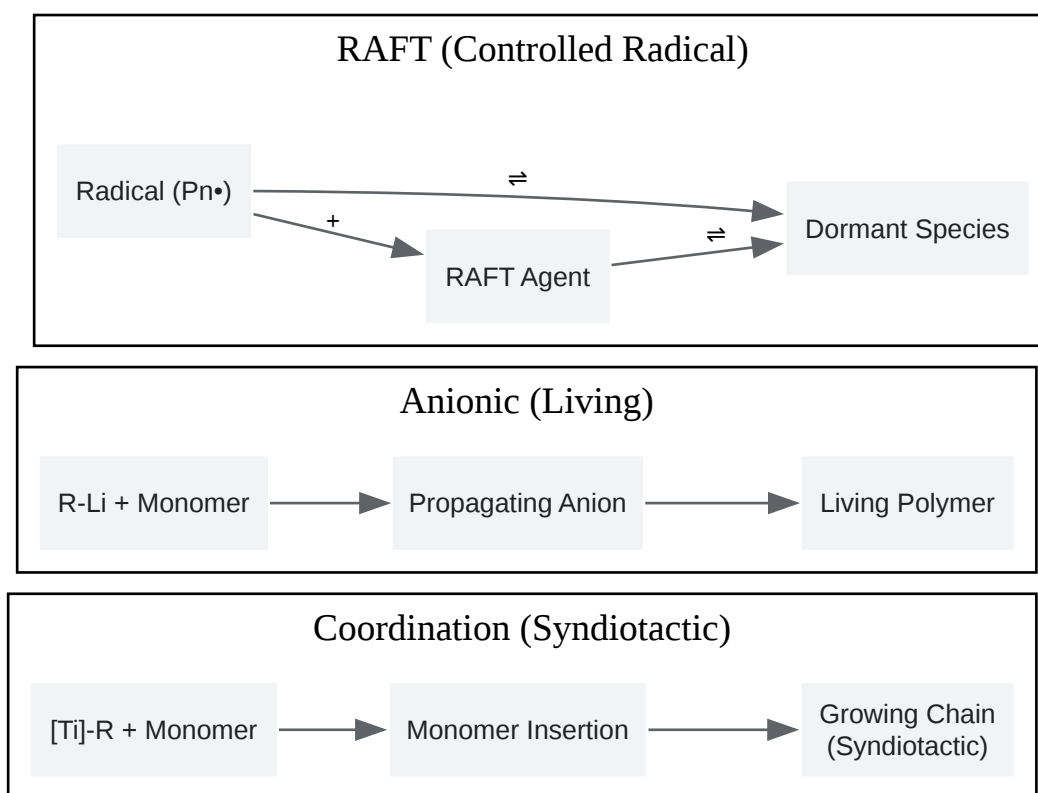 RAFT (Controlled Radical)
Radical (Pn•)
⇌
+
RAFT Agent
⇌
Dormant Species
Anionic (Living)
R-Li + Monomer
Propagating Anion
Living Polymer
Coordination (Syndiotactic)
[Ti]-R + Monomer
Monomer Insertion
Growing Chain
(Syndiotactic)